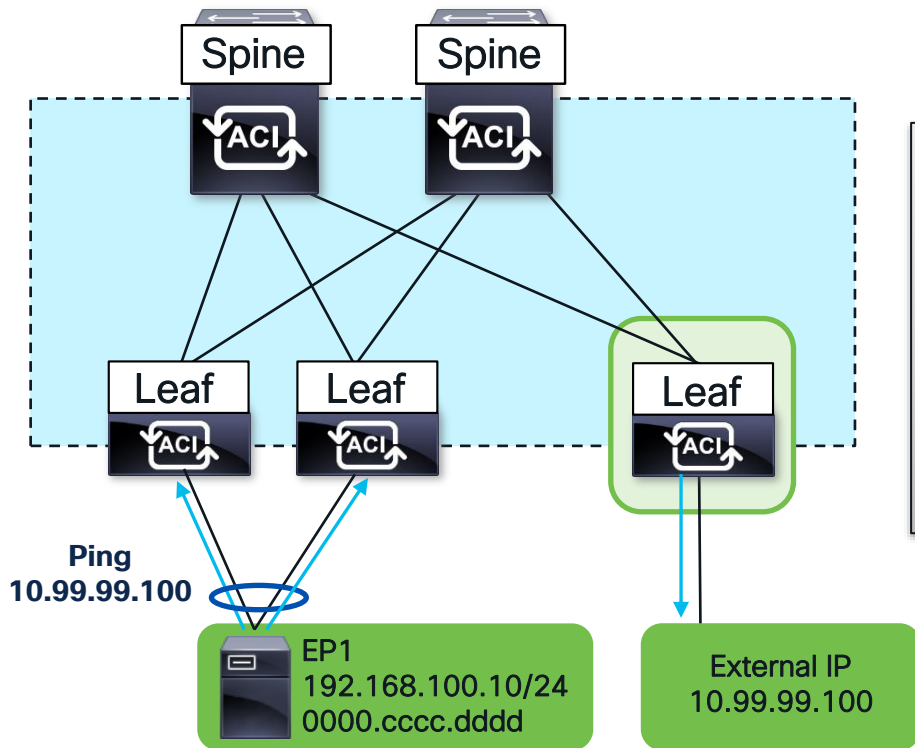 Spine
Spine
ACI
ACI
Leaf
Leaf
Leaf
ACI
ACI
ACI
Ping
10.99.99.100
EP1
192.168.100.10/24
0000.cccc.dddd
External IP
10.99.99.100